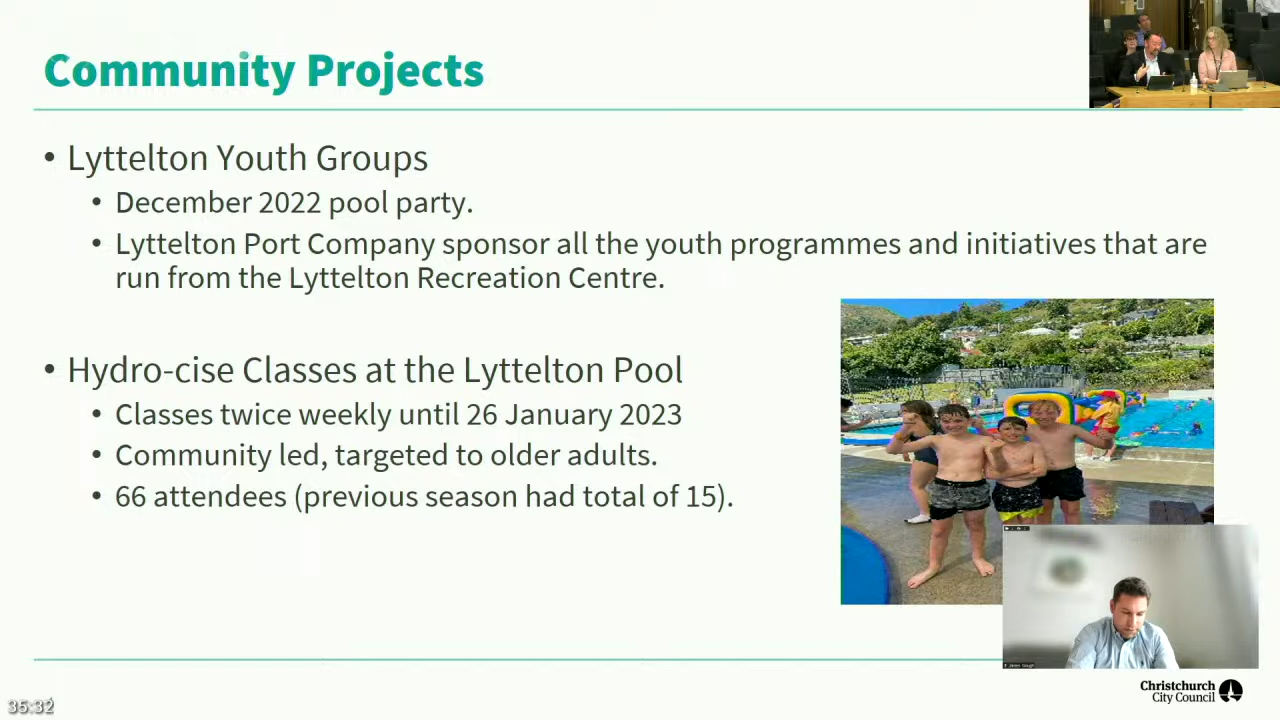 Community Projects
• Lyttelton Youth Groups
• December 2022 pool party.
• Lyttelton Port Company sponsor all the youth programmes and initiatives that are
run from the Lyttelton Recreation Centre.
• Hydro-cise Classes at the Lyttelton Pool
• Classes twice weekly until 26 January 2023
• Community led, targeted to older adults.
• 66 attendees (previous season had total of 15).
Christchurch
City Council
35:32